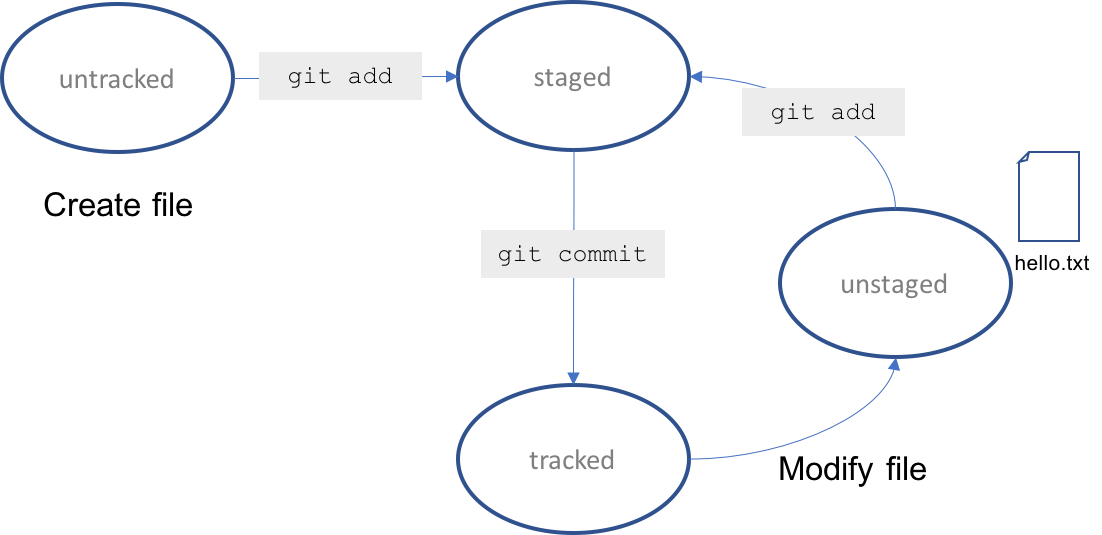 untracked
git add
staged
git add
Create file
git commit
hello.txt
unstaged
tracked
Modify file